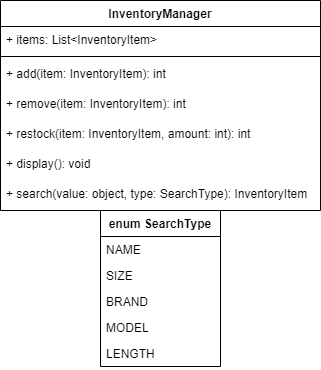 InventoryManager
+ items: List<InventoryItem>
+ add(item: InventoryItem): int
+ remove(item: InventoryItem): int
+ restock(item: InventoryItem, amount: int): int
+ display(): void
+ search(value: object, type: SearchType): InventoryItem
enum SearchType
NAME
SIZE
BRAND
MODEL
LENGTH